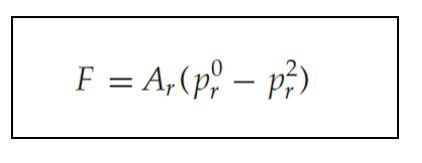 $F = A_r(p_r^0 - p_r^2)$